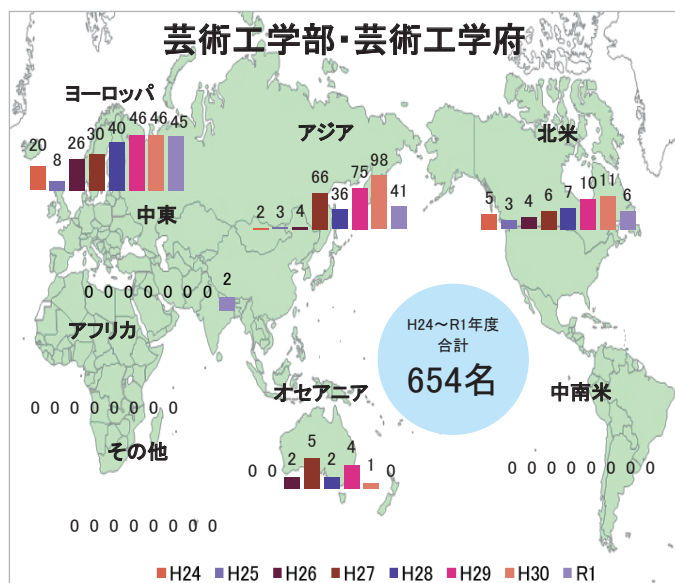 芸術工学部・芸術工学府
ヨーロッパ
20 8 26 30 40 46 46 45
アジア
2 3 4 66 36 75 98 41
北米
5 3 4 6 7 10 11 6
中東
0 0 0 0 0 0 0 2
アフリカ
0 0 0 0 0 0 0 0
H24～R1年度
合計
654名
オセアニア
0 0 2 5 2 4 1 0
中南米
0 0 0 0 0 0 0 0
その他
0 0 0 0 0 0 0 0
H24 H25 H26 H27 H28 H29 H30 R1